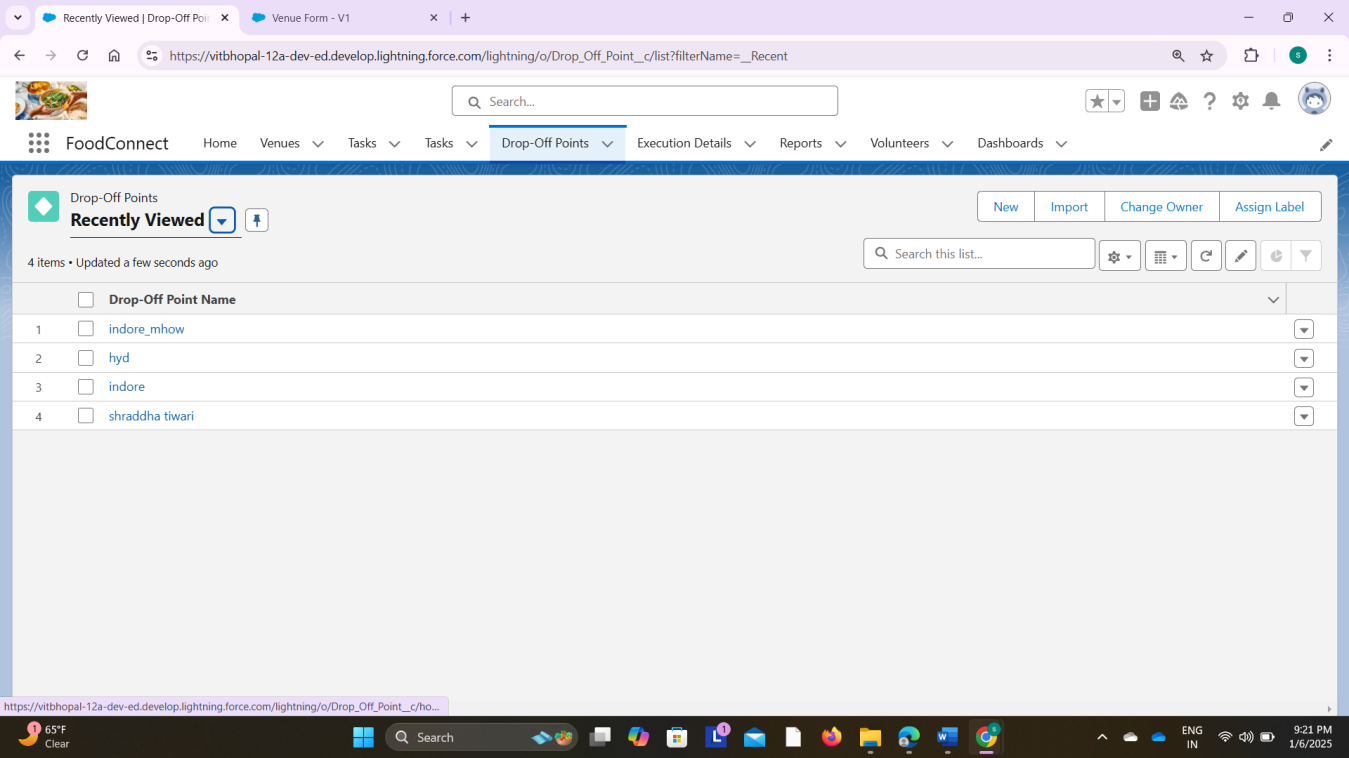 Recently Viewed | Drop-Off Poi
Venue Form - V1
https://vitbhopal-12a-dev-ed.develop.lightning.force.com/lightning/o/Drop_Off_Point__c/list?filterName=__Recent
S
Search...
FoodConnect
Home
Venues
Tasks
Tasks
Drop-Off Points
Execution Details
Reports
Volunteers
Dashboards
Drop-Off Points
Recently Viewed
New
Import
Change Owner
Assign Label
4 items • Updated a few seconds ago
Search this list...
Drop-Off Point Name
1 indore_mhow
2 hyd
3 indore
4 shraddha tiwari
https://vitbhopal-12a-dev-ed.develop.lightning.force.com/lightning/o/Drop_Off_Point__c/ho...
1
65°F
Clear
Search
L
1
W
S
ENG
IN
9:21 PM
1/6/2025